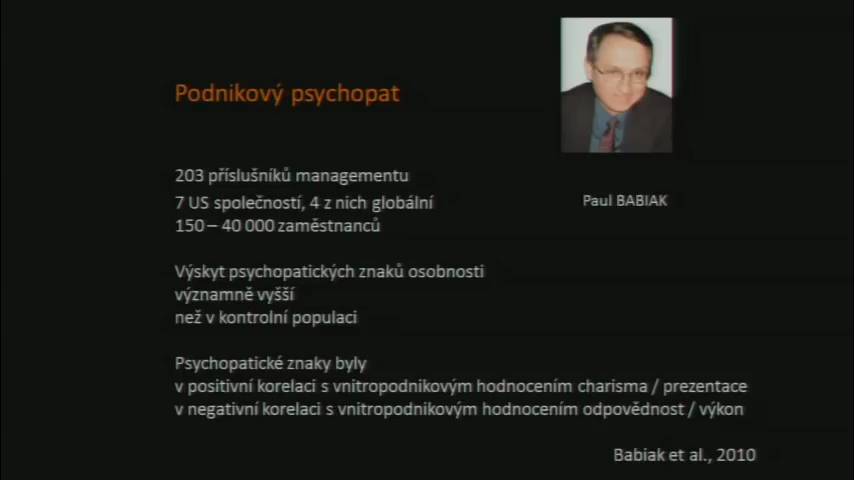 Podnikový psychopat
203 příslušníků managementu
7 US společností, 4 z nich globální
150 – 40 000 zaměstnanců
Paul BABIAK
Výskyt psychopatických znaků osobnosti
významně vyšší
než v kontrolní populaci
Psychopatické znaky byly
v positivní korelaci s vnitropodnikovým hodnocením charisma / prezentace
v negativní korelaci s vnitropodnikovým hodnocením odpovědnost / výkon
Babiak et al., 2010